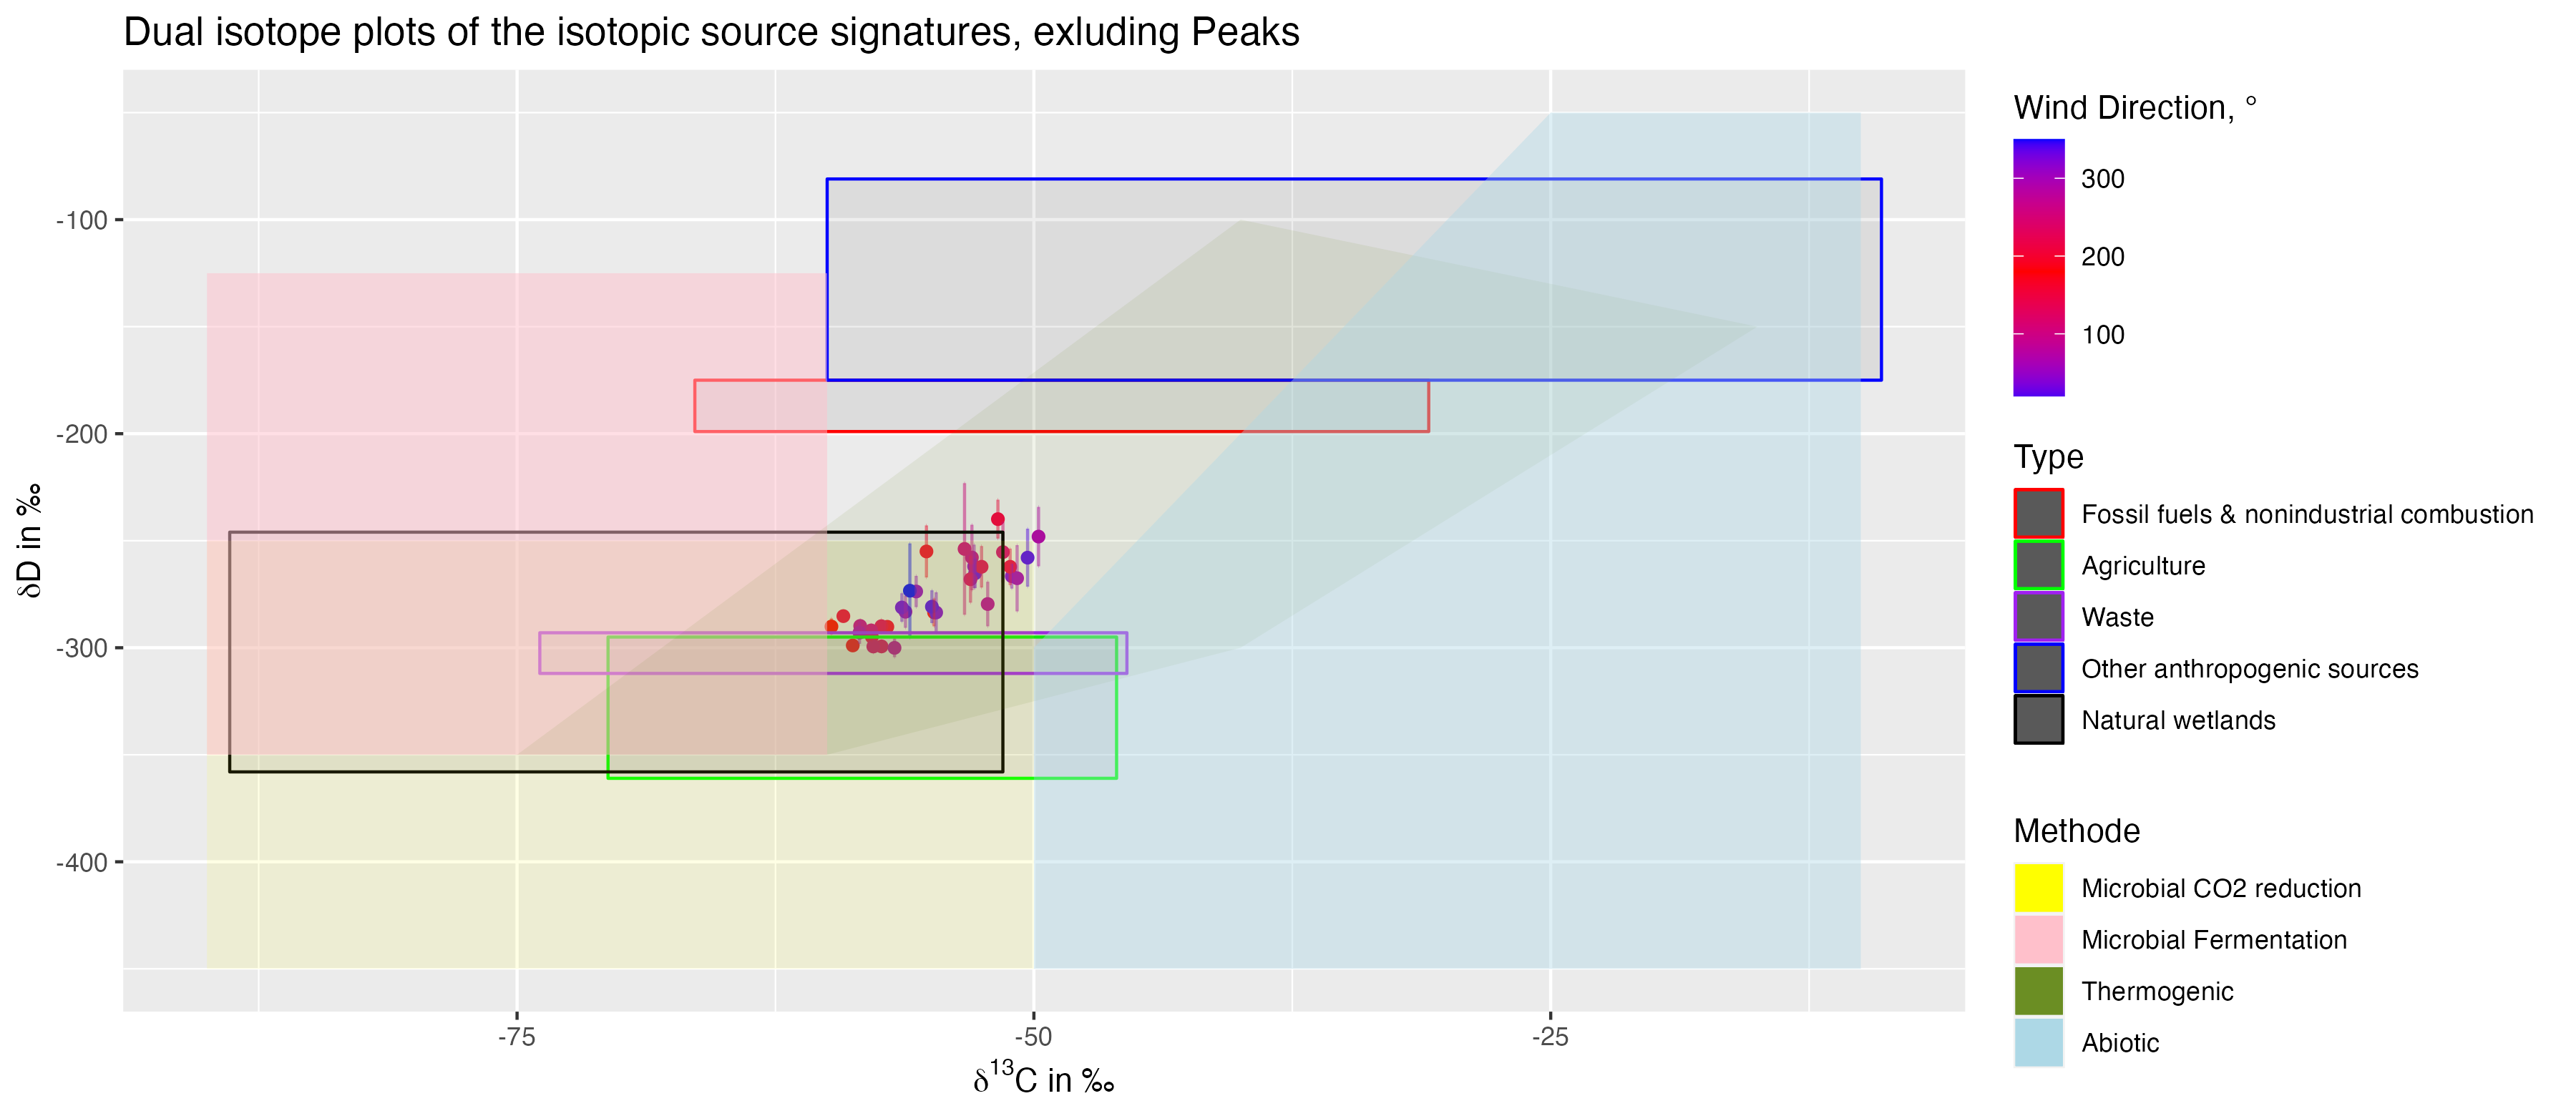 Dual isotope plots of the isotopic source signatures, exluding Peaks
δD in ‰
-100
-200
-300
-400
-75
-50
-25
δ¹³C in ‰
Wind Direction, °
300
200
100
Type
Fossil fuels & nonindustrial combustion
Agriculture
Waste
Other anthropogenic sources
Natural wetlands
Methode
Microbial CO2 reduction
Microbial Fermentation
Thermogenic
Abiotic